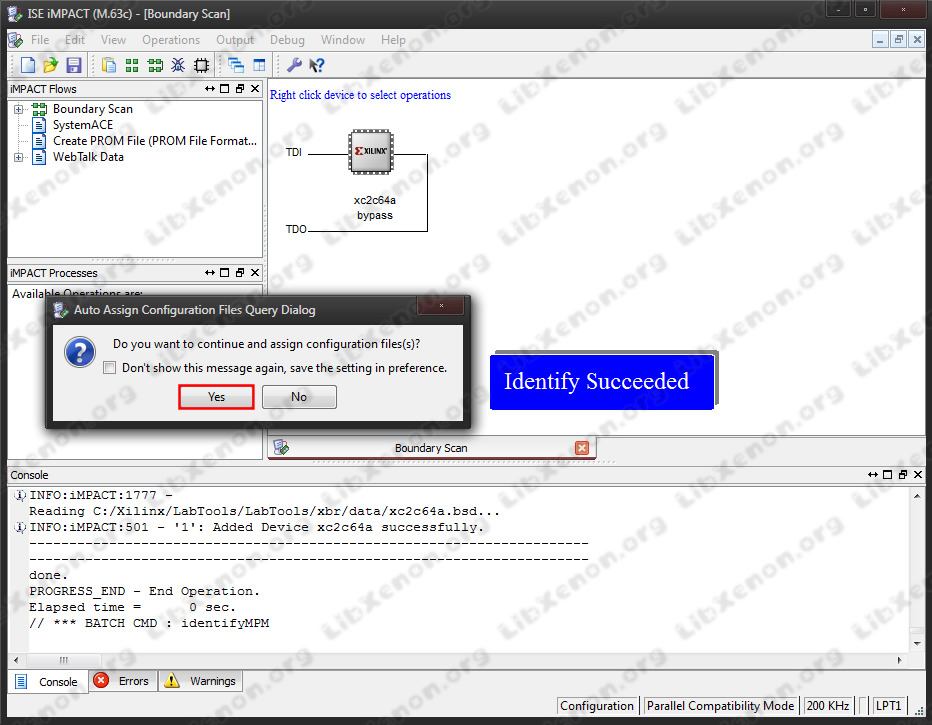 ISE iMPACT (M.63c) - [Boundary Scan]
File Edit View Operations Output Debug Window Help
iMPACT Flows
Boundary Scan
SystemACE
Create PROM File (PROM File Format...
WebTalk Data
Right click device to select operations
TDI
XILINX
xc2c64a
bypass
TDO
iMPACT Processes
Available Operations are:
Auto Assign Configuration Files Query Dialog
Do you want to continue and assign configuration files(s)?
Don't show this message again, save the setting in preference.
Yes No
Identify Succeeded
Boundary Scan
Console
INFO:iMPACT:1777 -
Reading C:/Xilinx/LabTools/LabTools/xbr/data/xc2c64a.bsd...
INFO:iMPACT:501 - '1': Added Device xc2c64a successfully.
----------------------------------------------------------------------
----------------------------------------------------------------------
done.
PROGRESS_END - End Operation.
Elapsed time =      0 sec.
// *** BATCH CMD : identifyMPM
Console Errors Warnings
Configuration Parallel Compatibility Mode 200 KHz LPT1
LibXenon.org